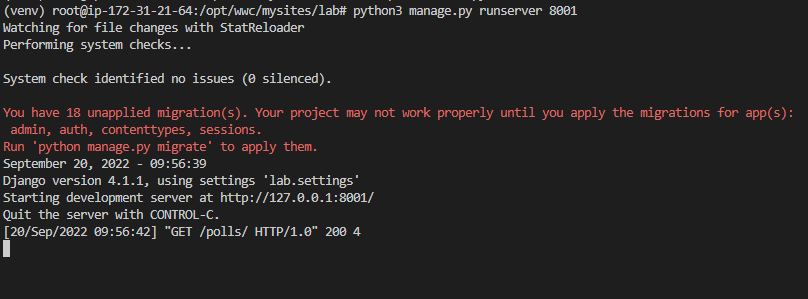 (venv) root@ip-172-31-21-64:/opt/wwc/mysites/lab# python3 manage.py runserver 8001
Watching for file changes with StatReloader
Performing system checks...
System check identified no issues (0 silenced).
You have 18 unapplied migration(s). Your project may not work properly until you apply the migrations for app(s):
 admin, auth, contenttypes, sessions.
Run 'python manage.py migrate' to apply them.
September 20, 2022 - 09:56:39
Django version 4.1.1, using settings 'lab.settings'
Starting development server at http://127.0.0.1:8001/
Quit the server with CONTROL-C.
[20/Sep/2022 09:56:42] "GET /polls/ HTTP/1.0" 200 4